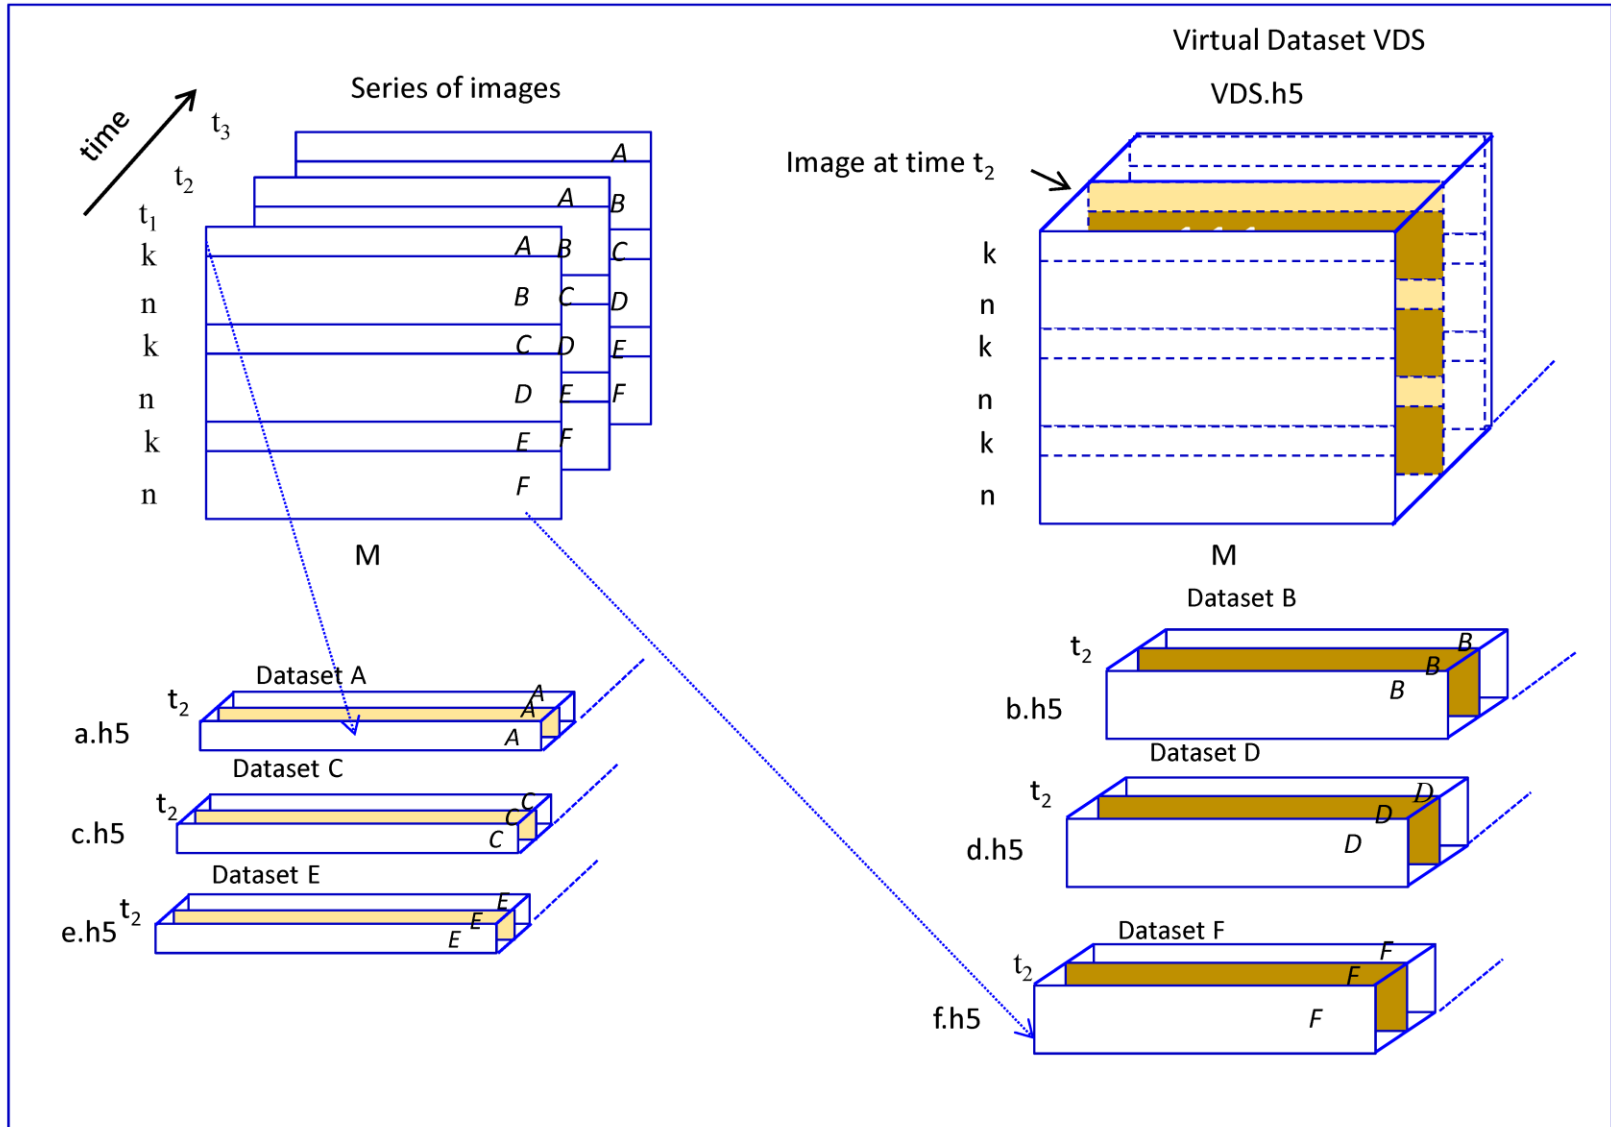 Virtual Dataset VDS
VDS.h5
Series of images
time
t3
t2
t1
A
A B
A B C
B C D
C D E
D E F
E F
F
k
n
k
n
k
n
M
Image at time t2
k
n
k
n
k
n
M
Dataset A
t2
a.h5
A
A
A
Dataset C
t2
c.h5
C
C
C
Dataset E
t2
e.h5
E
E
E
Dataset B
t2
b.h5
B
B
B
Dataset D
t2
d.h5
D
D
D
Dataset F
t2
f.h5
F
F
F